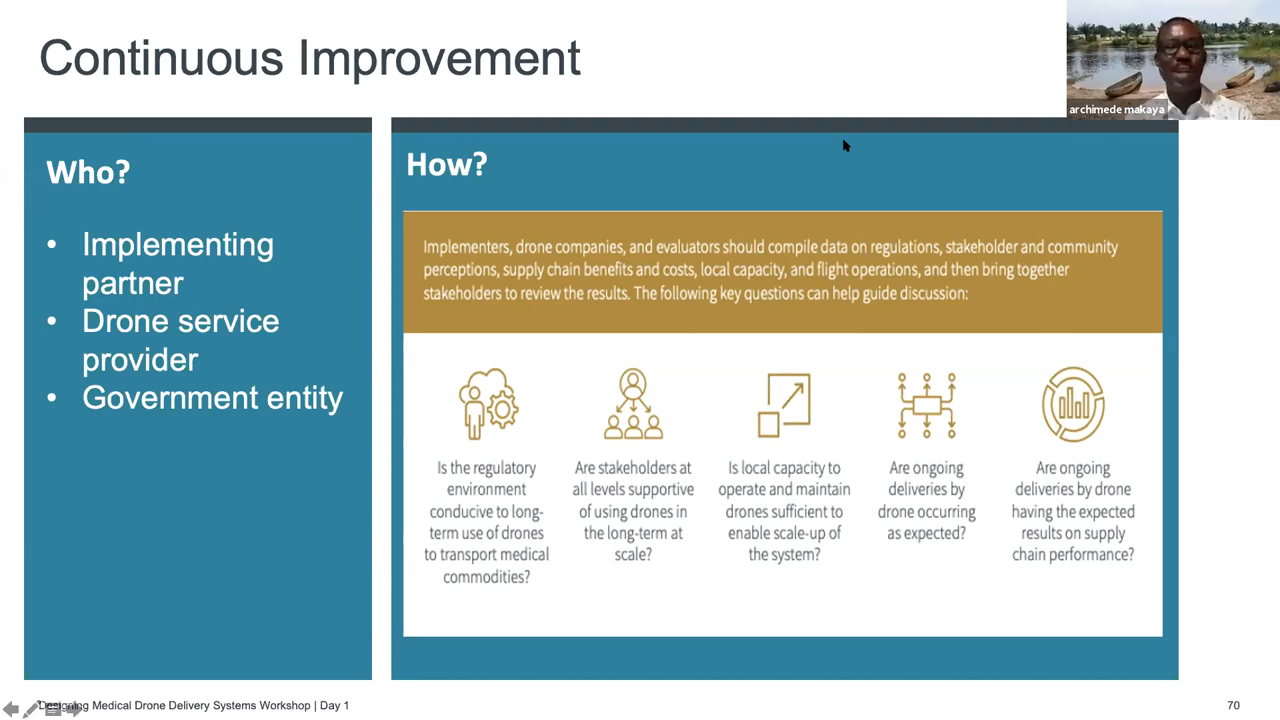 Continuous Improvement
archimede makaya
Who?
• Implementing
partner
• Drone service
provider
• Government entity
How?
Implementers, drone companies, and evaluators should compile data on regulations, stakeholder and community
perceptions, supply chain benefits and costs, local capacity, and flight operations, and then bring together
stakeholders to review the results. The following key questions can help guide discussion:
Is the regulatory
environment
conducive to long-
term use of drones
to transport medical
commodities?
Are stakeholders at
all levels supportive
of using drones in
the long-term at
scale?
Is local capacity to
operate and maintain
drones sufficient to
enable scale-up of
the system?
Are ongoing
deliveries by
drone occurring
as expected?
Are ongoing
deliveries by drone
having the expected
results on supply
chain performance?
Designing Medical Drone Delivery Systems Workshop | Day 1
70